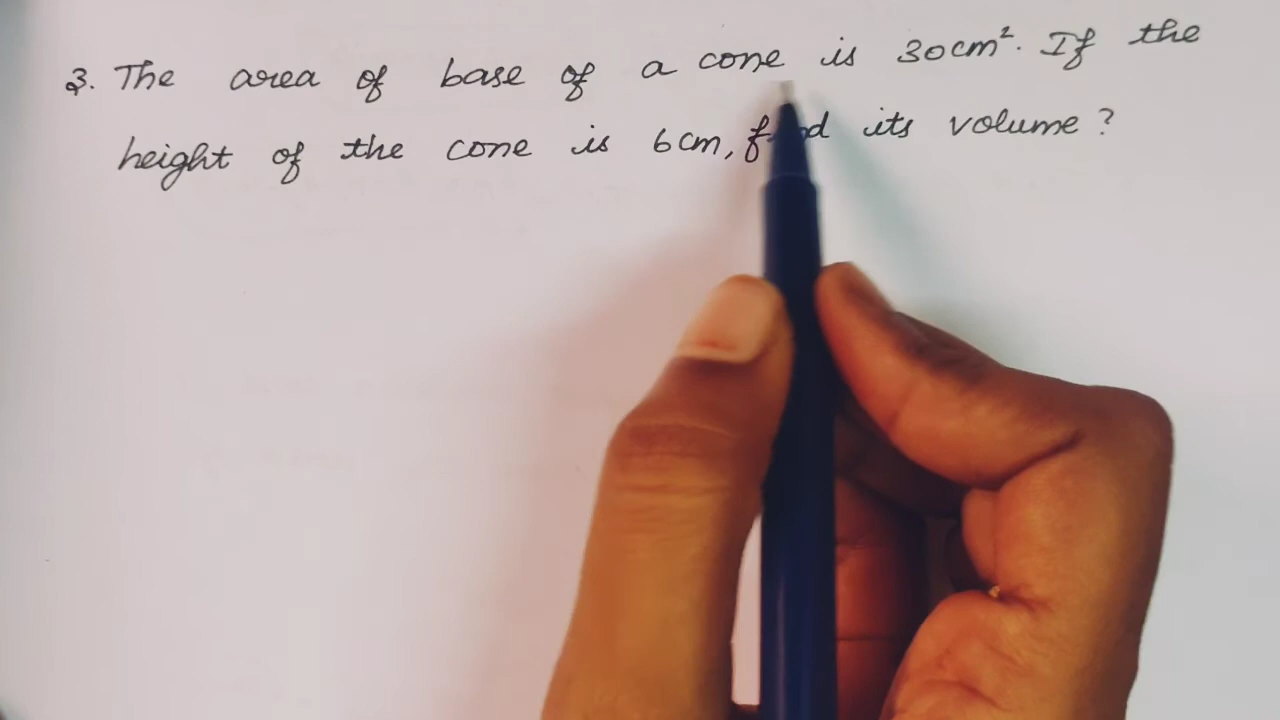 3. The area of base of a cone is 30cm². If the
height of the cone is 6cm, find its volume?